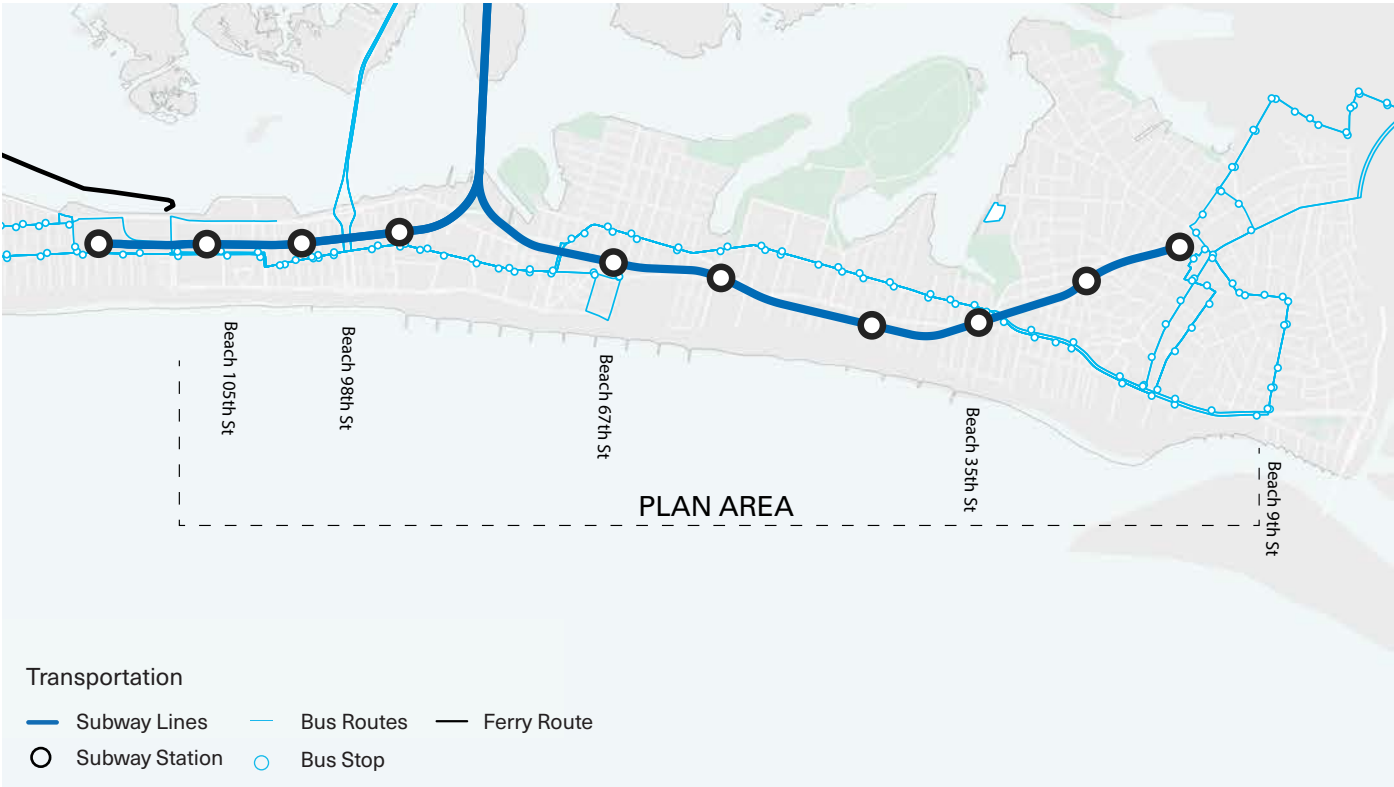 Beach 105th St
Beach 98th St
Beach 67th St
Beach 35th St
Beach 9th St
PLAN AREA
Transportation
Subway Lines
Bus Routes
Ferry Route
Subway Station
Bus Stop